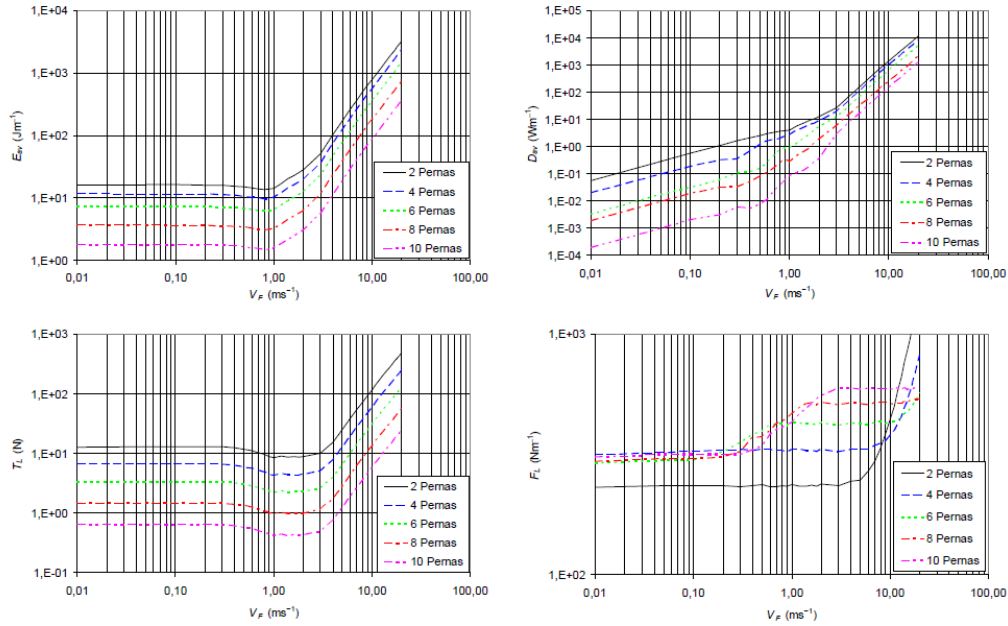 1,E+04
1,E+03
1,E+02
1,E+01
1,E+00
E_av (Jm⁻¹)
0,01 0,10 1,00 10,00 100,00
V_F (ms⁻¹)
2 Pernas
4 Pernas
6 Pernas
8 Pernas
10 Pernas
1,E+05
1,E+04
1,E+03
1,E+02
1,E+01
1,E+00
1,E-01
1,E-02
1,E-03
1,E-04
D_av (Wm⁻¹)
0,01 0,10 1,00 10,00 100,00
V_F (ms⁻¹)
2 Pernas
4 Pernas
6 Pernas
8 Pernas
10 Pernas
1,E+03
1,E+02
1,E+01
1,E+00
1,E-01
T_L (N)
0,01 0,10 1,00 10,00 100,00
V_F (ms⁻¹)
2 Pernas
4 Pernas
6 Pernas
8 Pernas
10 Pernas
1,E+03
1,E+02
F_L (Nm⁻¹)
0,01 0,10 1,00 10,00 100,00
V_F (ms⁻¹)
2 Pernas
4 Pernas
6 Pernas
8 Pernas
10 Pernas